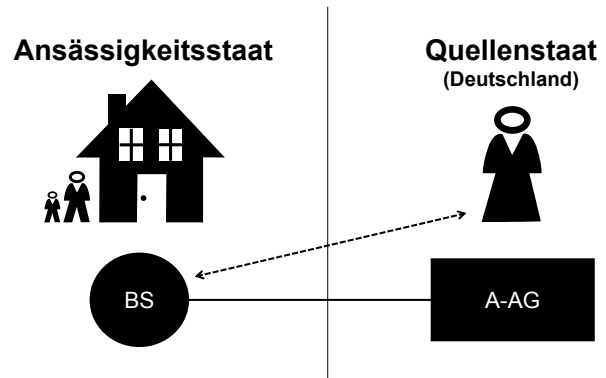 Ansässigkeitsstaat
Quellenstaat
(Deutschland)
BS
A-AG